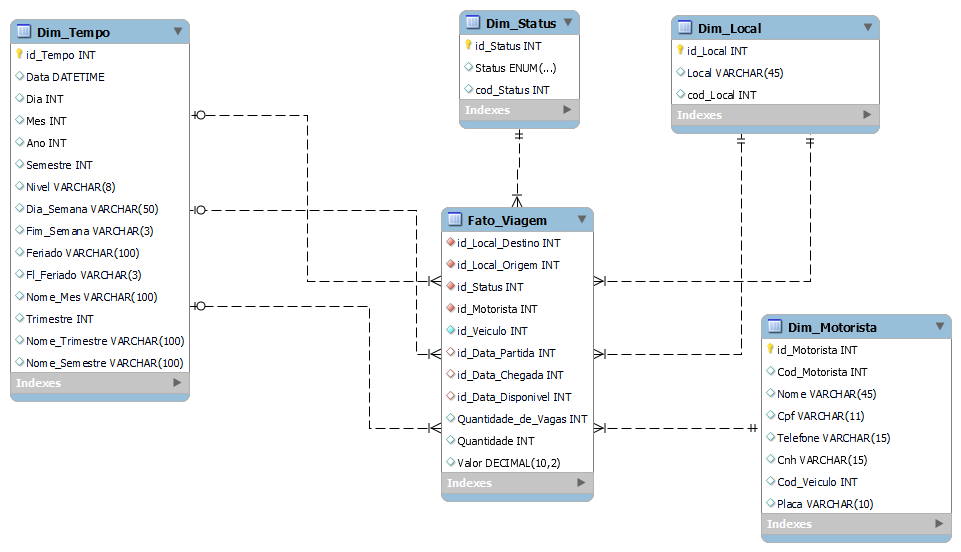 Dim_Tempo
id_Tempo INT
Data DATETIME
Dia INT
Mes INT
Ano INT
Semestre INT
Nivel VARCHAR(8)
Dia_Semana VARCHAR(50)
Fim_Semana VARCHAR(3)
Feriado VARCHAR(100)
Fl_Feriado VARCHAR(3)
Nome_Mes VARCHAR(100)
Trimestre INT
Nome_Trimestre VARCHAR(100)
Nome_Semestre VARCHAR(100)
Indexes
Dim_Status
id_Status INT
Status ENUM(...)
cod_Status INT
Indexes
Dim_Local
id_Local INT
Local VARCHAR(45)
cod_Local INT
Indexes
Fato_Viagem
id_Local_Destino INT
id_Local_Origem INT
id_Status INT
id_Motorista INT
id_Veiculo INT
id_Data_Partida INT
id_Data_Chegada INT
id_Data_Disponivel INT
Quantidade_de_Vagas INT
Quantidade INT
Valor DECIMAL(10,2)
Indexes
Dim_Motorista
id_Motorista INT
Cod_Motorista INT
Nome VARCHAR(45)
Cpf VARCHAR(11)
Telefone VARCHAR(15)
Cnh VARCHAR(15)
Cod_Veiculo INT
Placa VARCHAR(10)
Indexes